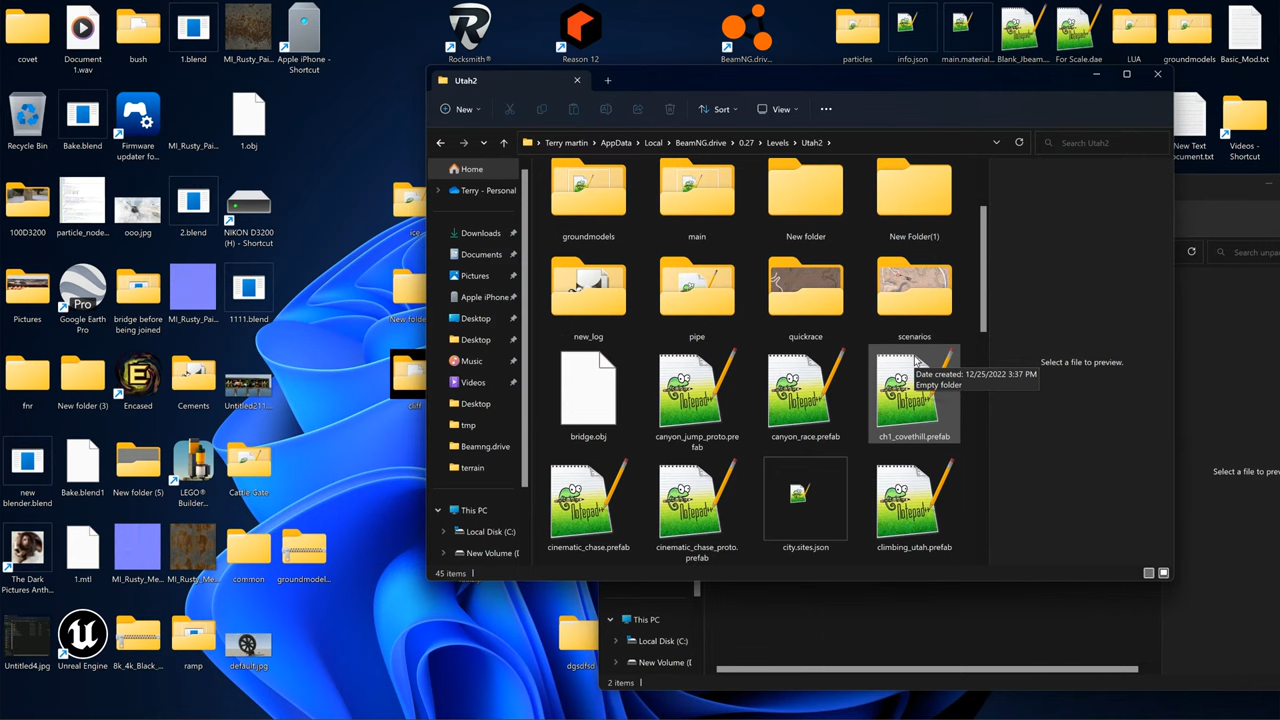 covet
Document
1.wav
bush
1.blend
MI_Rusty_Pai...
Apple iPhone -
Shortcut
Rocksmith®
Reason 12
BeamNG.driv...
particles
info.json
main.material...
Blank_Jbeam...
For Scale.dae
LUA
groundmodels
Basic_Mod.txt
Recycle Bin
Bake.blend
Firmware
updater fo...
MI_Rusty_Pai...
1.obj
New Text
Document.txt
Videos -
Shortcut
100D3200
particle_node...
ooo.jpg
2.blend
NIKON D3200
(H) - Shortcut
ice
Pictures
Google Earth
Pro
bridge before
being joined
MI_Rusty_Me...
1111.blend
New folde
fnr
New folder (3)
Encased
Cements
Untitled211...
cliff
new
blender.blend
Bake.blend1
New folder (5)
LEGO®
Builder...
Cattle Gate
The Dark
Pictures Anth...
1.mtl
MI_Rusty_Me...
MI_Rusty_Me...
common
groundmodel...
Untitled4.jpg
Unreal Engine
8k_4k_Black_...
ramp
default.jpg
dgsdfsd
Utah2
New
Sort
View
Terry martin
AppData
Local
BeamNG.drive
0.27
Levels
Utah2
Search Utah2
Home
Terry - Personal
Downloads
Documents
Pictures
Apple iPhone
Desktop
Desktop
Music
Videos
Desktop
tmp
Beamng.drive
terrain
This PC
Local Disk (C:)
New Volume (I
groundmodels
main
New folder
New Folder(1)
new_log
pipe
quickrace
scenarios
bridge.obj
canyon_jump_proto.pre
fab
canyon_race.prefab
ch1_covethill.prefab
cinematic_chase.prefab
cinematic_chase_proto.
prefab
city.sites.json
climbing_utah.prefab
Date created: 12/25/2022 3:37 PM
Empty folder
Select a file to preview.
45 items
Search unpa
Select a file to previ
This PC
Local Disk (C:)
New Volume (I
2 items